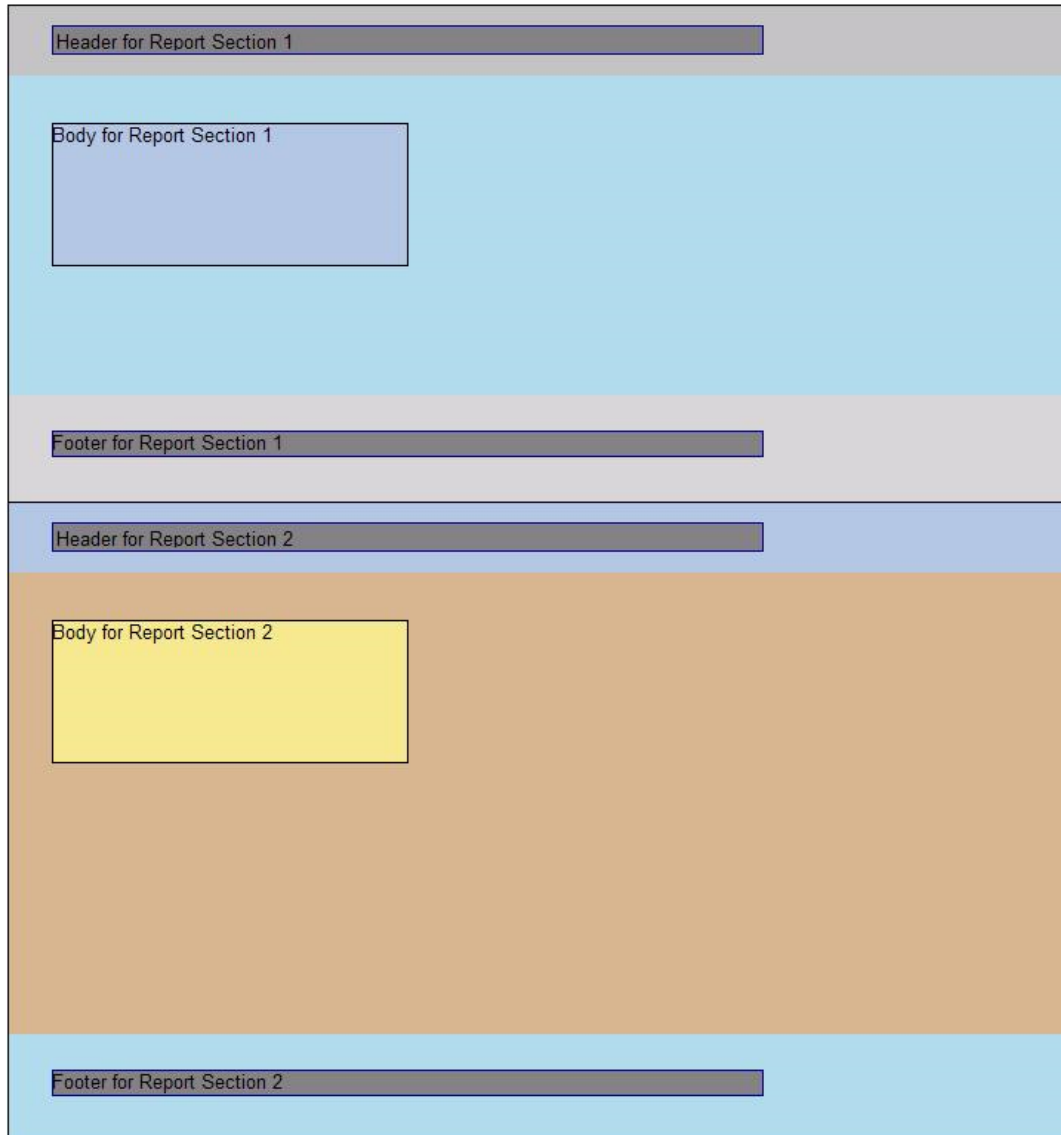 Header for Report Section 1
Body for Report Section 1
Footer for Report Section 1
Header for Report Section 2
Body for Report Section 2
Footer for Report Section 2